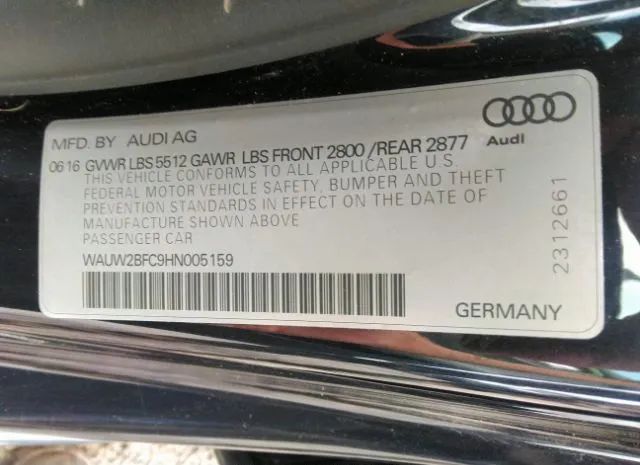 MFD. BY AUDI AG
Audi
06 16 GVWR LBS 5512 GAWR LBS FRONT 2800 /REAR 2877
THIS VEHICLE CONFORMS TO ALL APPLICABLE U.S.
FEDERAL MOTOR VEHICLE SAFETY, BUMPER AND THEFT
PREVENTION STANDARDS IN EFFECT ON THE DATE OF
MANUFACTURE SHOWN ABOVE
PASSENGER CAR
WAUW2BFC9HN005159
2312661
GERMANY